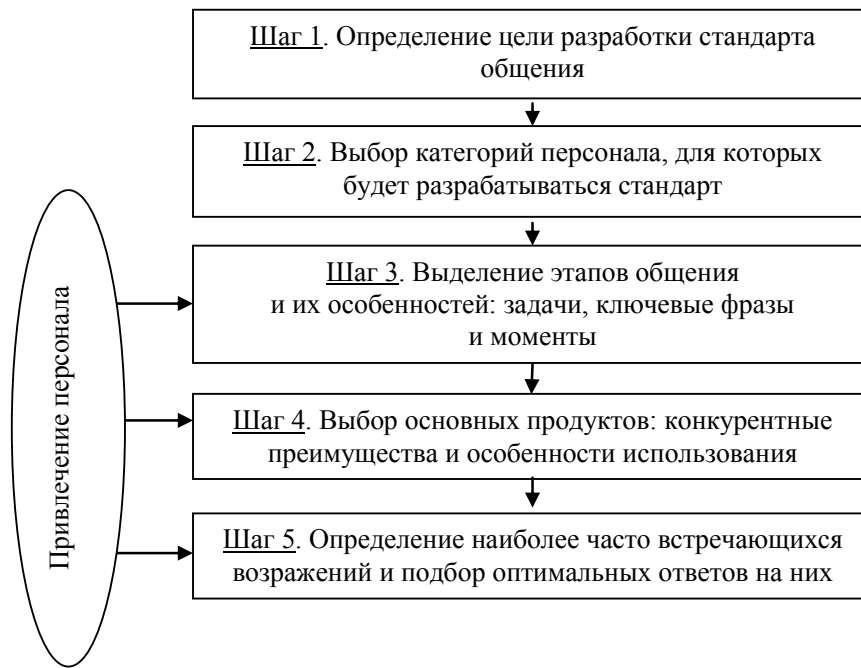 Шаг 1. Определение цели разработки стандарта
общения
Шаг 2. Выбор категорий персонала, для которых
будет разрабатываться стандарт
Шаг 3. Выделение этапов общения
и их особенностей: задачи, ключевые фразы
и моменты
Шаг 4. Выбор основных продуктов: конкурентные
преимущества и особенности использования
Шаг 5. Определение наиболее часто встречающихся
возражений и подбор оптимальных ответов на них
Привлечение персонала